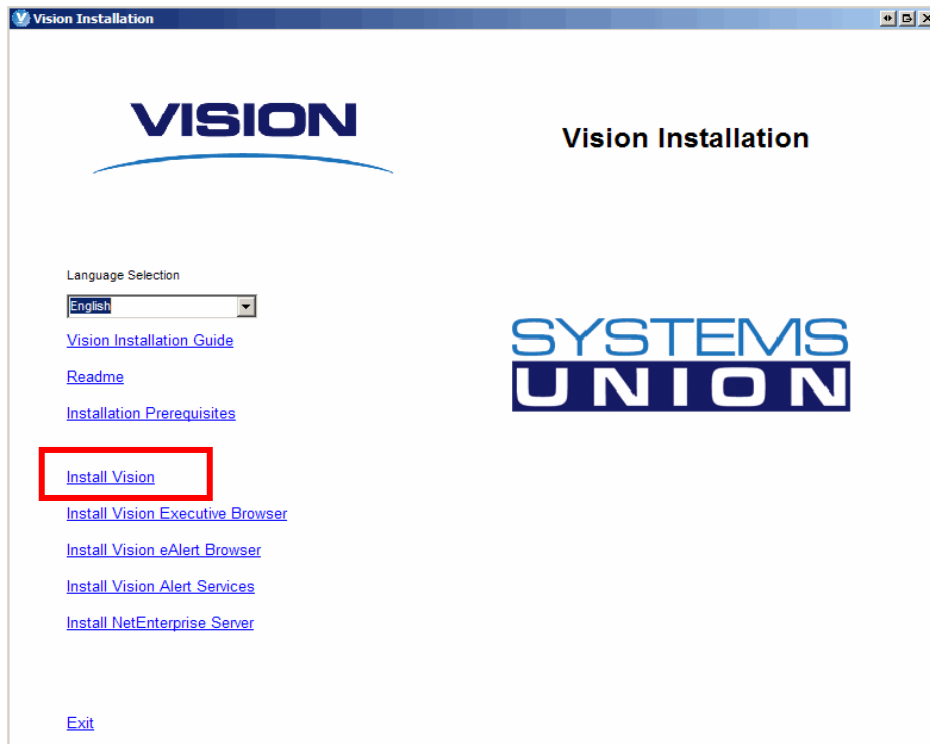 Vision Installation
VISION
Vision Installation
Language Selection
English
Vision Installation Guide
Readme
Installation Prerequisites
SYSTEMS
UNION
Install Vision
Install Vision Executive Browser
Install Vision eAlert Browser
Install Vision Alert Services
Install NetEnterprise Server
Exit